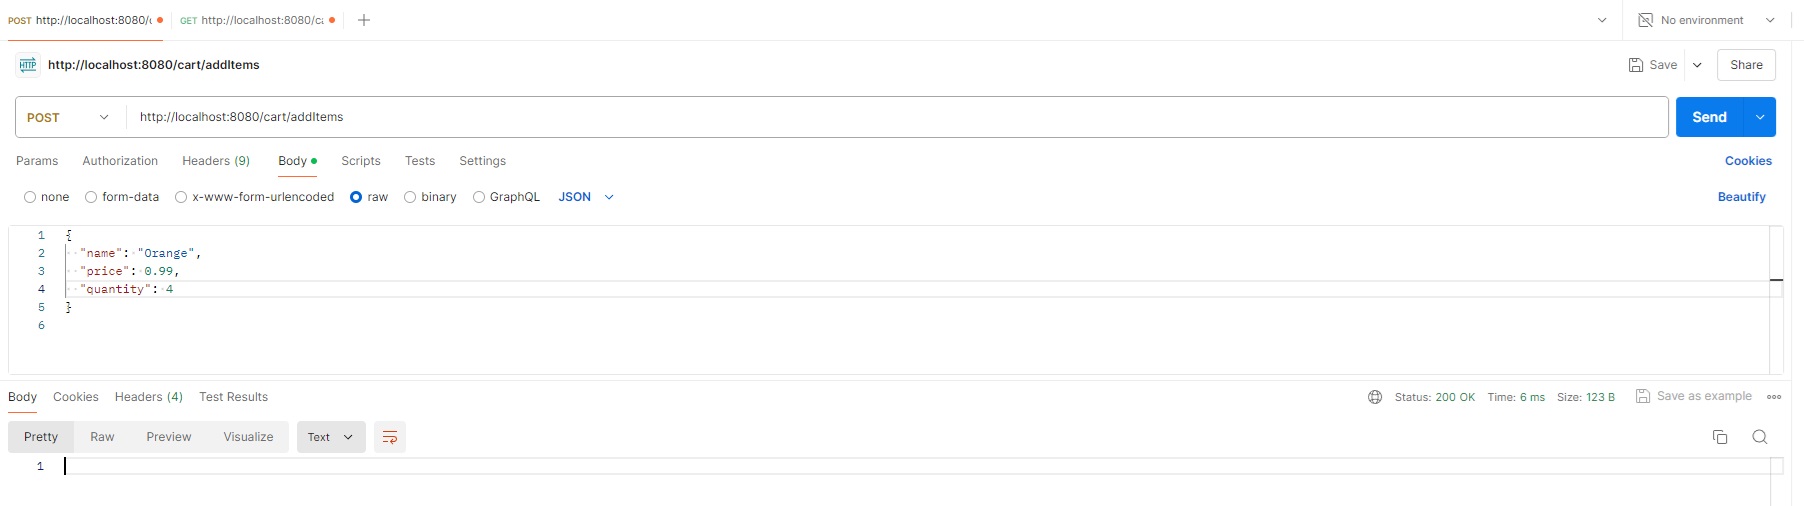 POST http://localhost:8080/c GET http://localhost:8080/ca No environment
HTTP http://localhost:8080/cart/addItems Save Share
POST http://localhost:8080/cart/addItems Send
Params Authorization Headers (9) Body Scripts Tests Settings Cookies
none form-data x-www-form-urlencoded raw binary GraphQL JSON Beautify
1 {
2 "name": "Orange",
3 "price": 0.99,
4 "quantity": 4
5 }
6
Body Cookies Headers (4) Test Results Status: 200 OK Time: 6 ms Size: 123 B Save as example
Pretty Raw Preview Visualize Text
1